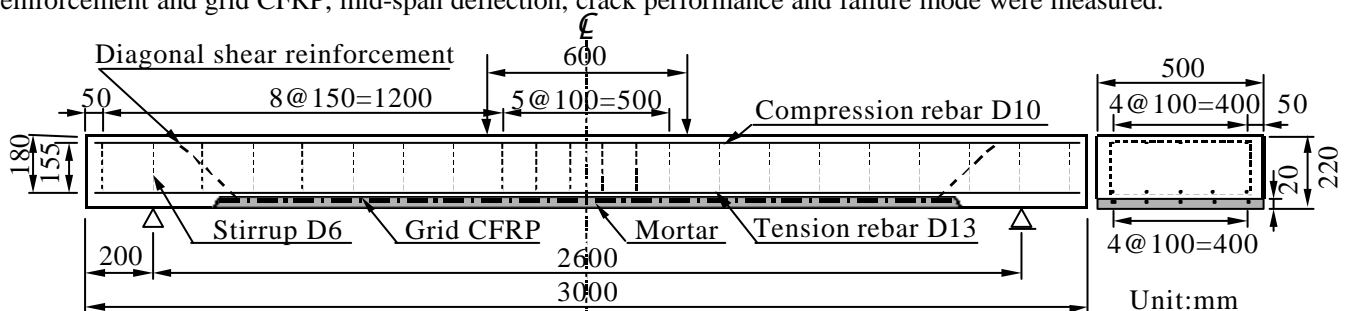 einforcement and grid CFRP, mid-span deflection, crack performance and failure mode were measured.
℄
Diagonal shear reinforcement
600
500
50
8@150=1200
5@100=500
Compression rebar D10
4@100=400
50
180
155
20
220
Stirrup D6
Grid CFRP
Mortar
Tension rebar D13
4@100=400
200
2600
3000
Unit:mm